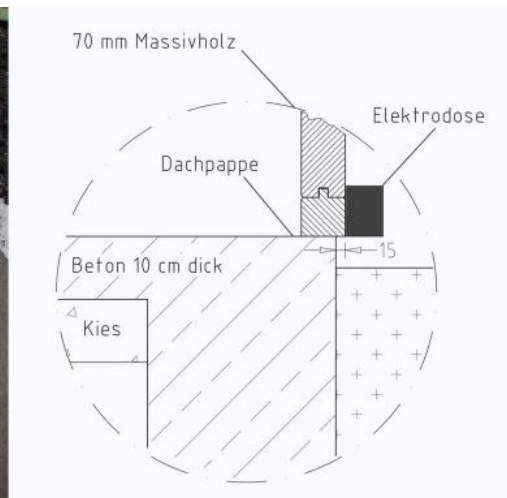 70 mm Massivholz
Elektrodose
Dachpappe
15
Beton 10 cm dick
Kies